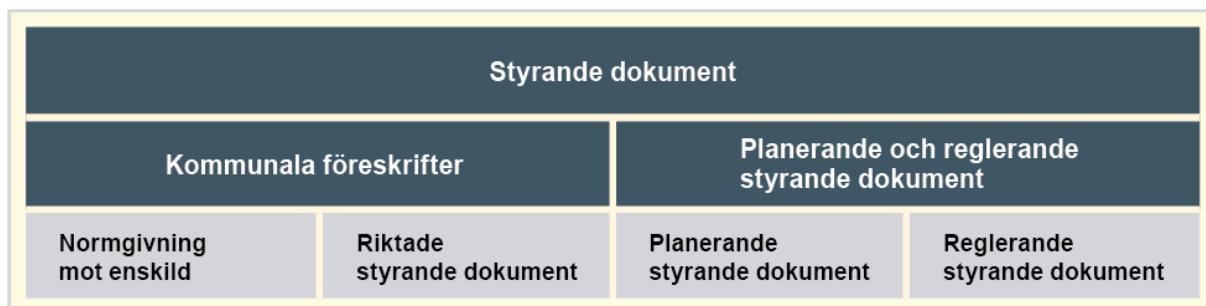 Styrande dokument
Kommunala föreskrifter
Planerande och reglerande
styrande dokument
Normgivning
mot enskild
Riktade
styrande dokument
Planerande
styrande dokument
Reglerande
styrande dokument